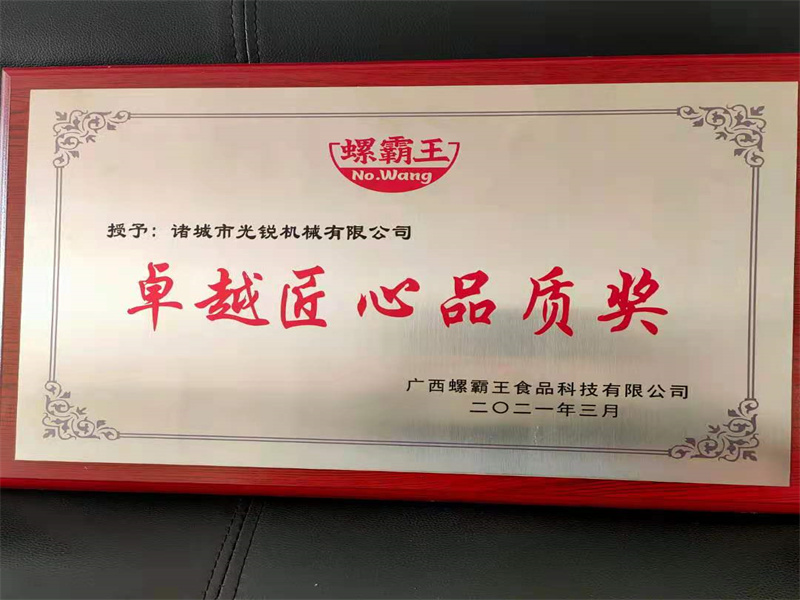 螺霸王
No.Wang
授予：诸城市光锐机械有限公司
卓越匠心品质奖
广西螺霸王食品科技有限公司
二〇二一年三月